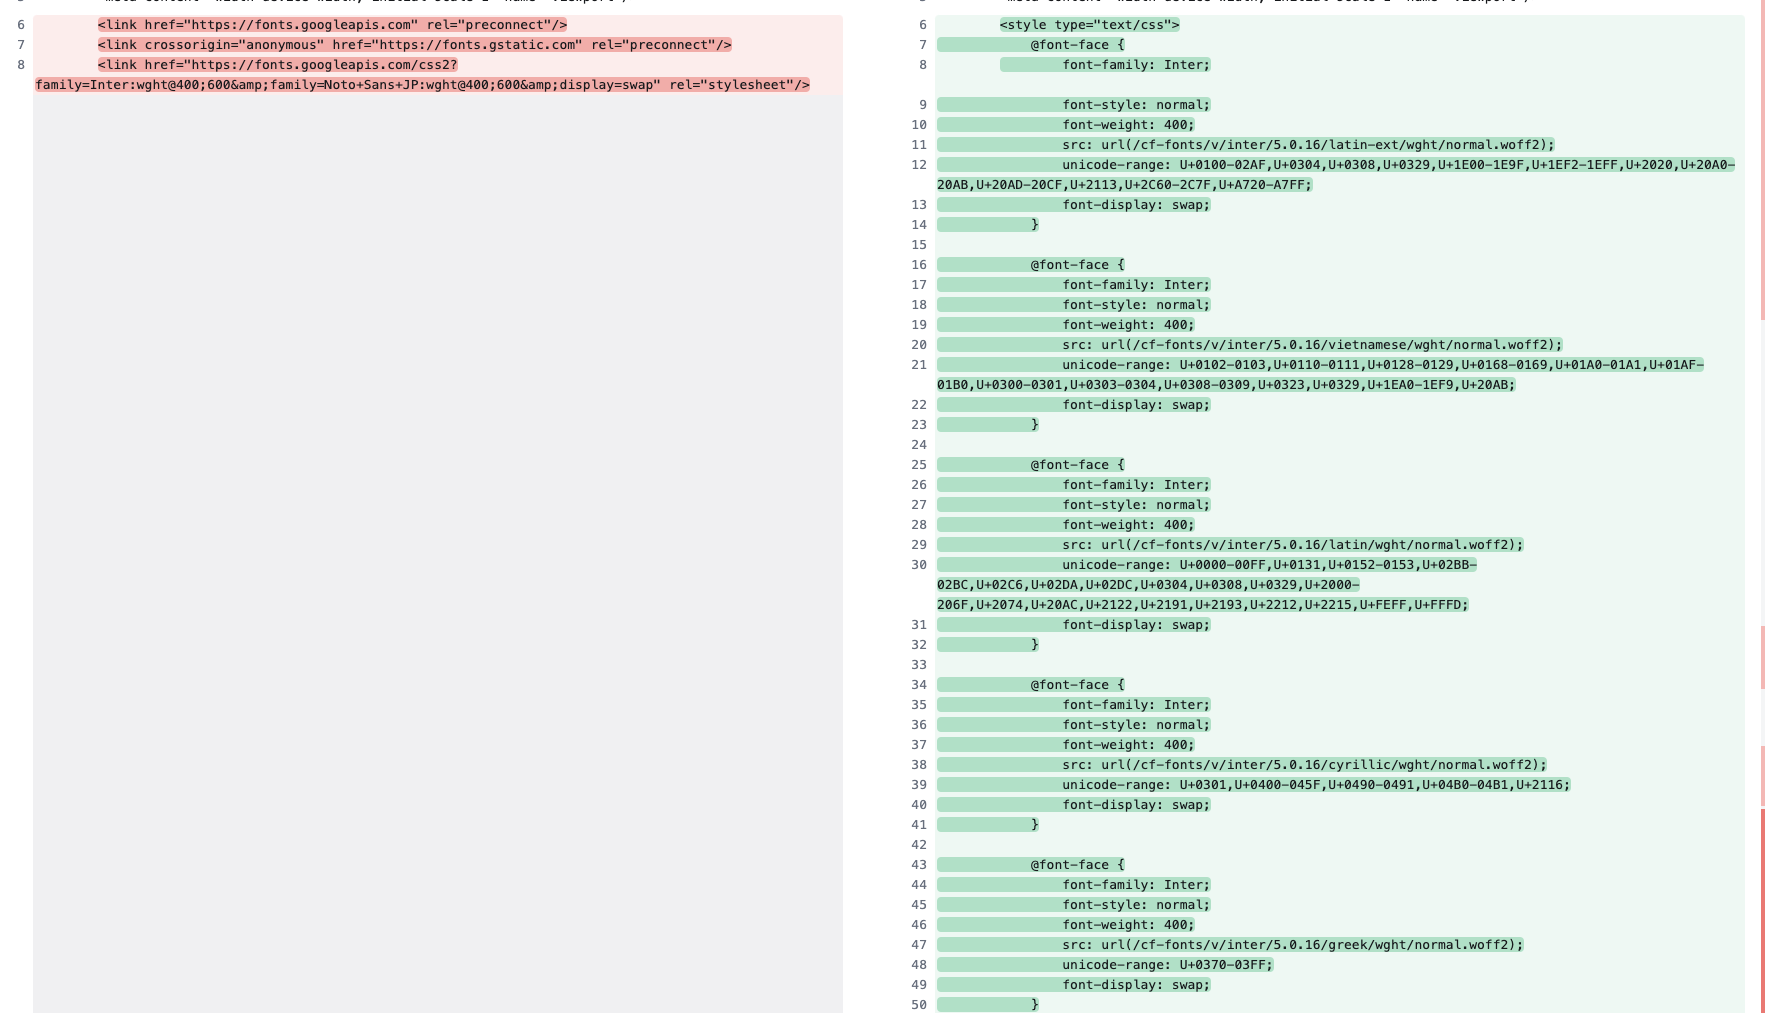 6 <link href="https://fonts.googleapis.com" rel="preconnect"/>
7 <link crossorigin="anonymous" href="https://fonts.gstatic.com" rel="preconnect"/>
8 <link href="https://fonts.googleapis.com/css2?
family=Inter:wght@400;600&amp;family=Noto+Sans+JP:wght@400;600&amp;display=swap" rel="stylesheet"/>
6 <style type="text/css">
7 @font-face {
8 font-family: Inter;
9 font-style: normal;
10 font-weight: 400;
11 src: url(/cf-fonts/v/inter/5.0.16/latin-ext/wght/normal.woff2);
12 unicode-range: U+0100-02AF,U+0304,U+0308,U+0329,U+1E00-1E9F,U+1EF2-1EFF,U+2020,U+20A0-
20AB,U+20AD-20CF,U+2113,U+2C60-2C7F,U+A720-A7FF;
13 font-display: swap;
14 }
15
16 @font-face {
17 font-family: Inter;
18 font-style: normal;
19 font-weight: 400;
20 src: url(/cf-fonts/v/inter/5.0.16/vietnamese/wght/normal.woff2);
21 unicode-range: U+0102-0103,U+0110-0111,U+0128-0129,U+0168-0169,U+01A0-01A1,U+01AF-
01B0,U+0300-0301,U+0303-0304,U+0308-0309,U+0323,U+0329,U+1EA0-1EF9,U+20AB;
22 font-display: swap;
23 }
24
25 @font-face {
26 font-family: Inter;
27 font-style: normal;
28 font-weight: 400;
29 src: url(/cf-fonts/v/inter/5.0.16/latin/wght/normal.woff2);
30 unicode-range: U+0000-00FF,U+0131,U+0152-0153,U+02BB-
02BC,U+02C6,U+02DA,U+02DC,U+0304,U+0308,U+0329,U+2000-
206F,U+2074,U+20AC,U+2122,U+2191,U+2193,U+2212,U+2215,U+FEFF,U+FFFD;
31 font-display: swap;
32 }
33
34 @font-face {
35 font-family: Inter;
36 font-style: normal;
37 font-weight: 400;
38 src: url(/cf-fonts/v/inter/5.0.16/cyrillic/wght/normal.woff2);
39 unicode-range: U+0301,U+0400-045F,U+0490-0491,U+04B0-04B1,U+2116;
40 font-display: swap;
41 }
42
43 @font-face {
44 font-family: Inter;
45 font-style: normal;
46 font-weight: 400;
47 src: url(/cf-fonts/v/inter/5.0.16/greek/wght/normal.woff2);
48 unicode-range: U+0370-03FF;
49 font-display: swap;
50 }